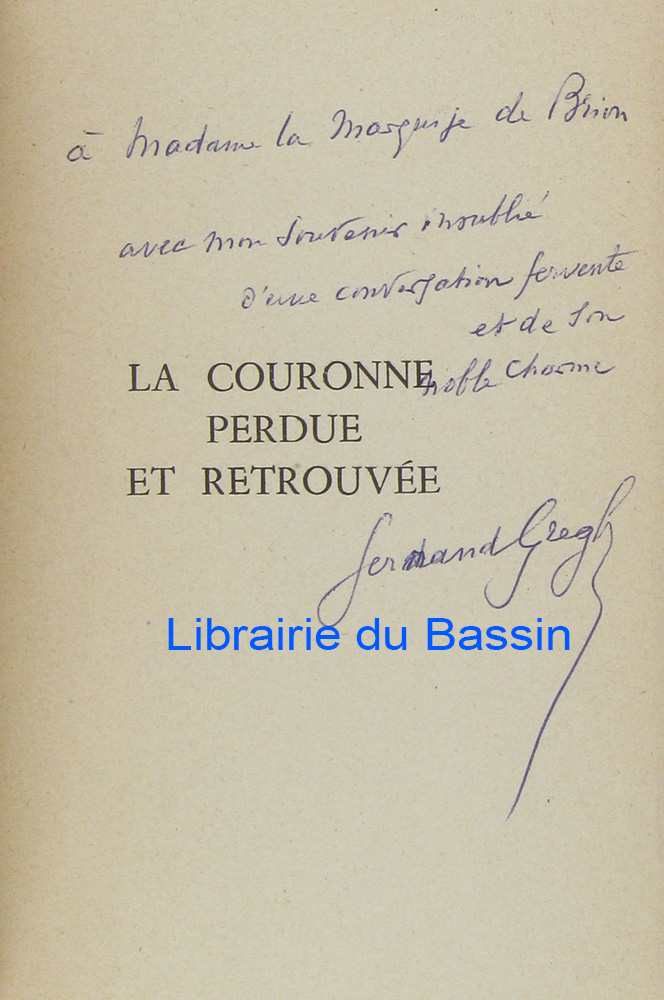 à Madame la Marquise de Brion
avec mon souvenir inoublié
d'une conversation fervente
et de son
noble charme
LA COURONNE
PERDUE
ET RETROUVÉE
Fernand Gregh
Librairie du Bassin